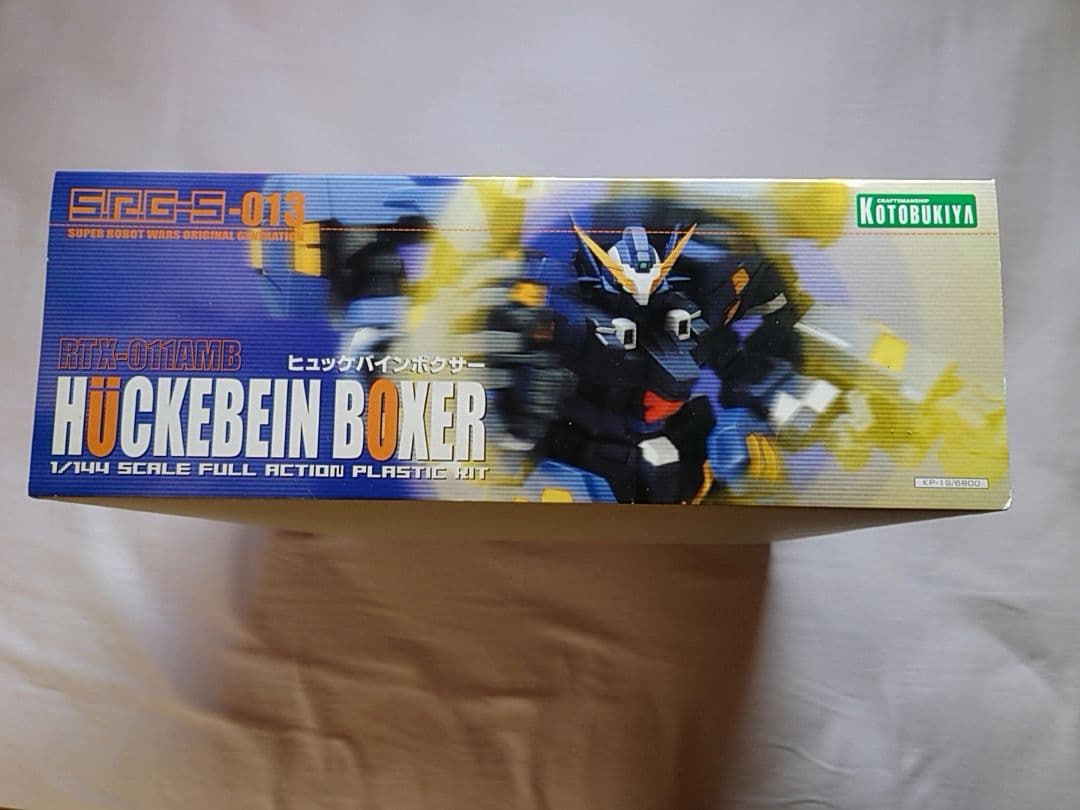 S.R.G-S-013
SUPER ROBOT WARS ORIGINAL GENERATION
CRAFTSMANSHIP
KOTOBUKIYA
RTX-011AMB
ヒュッケバインボクサー
HÜCKEBEIN BOXER
1/144 SCALE FULL ACTION PLASTIC KIT
KP-19/6800